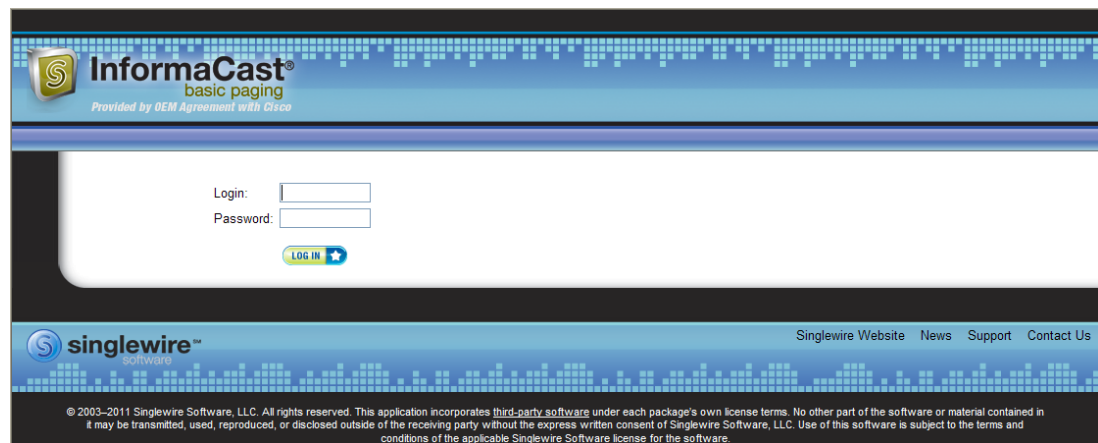 InformaCast®
basic paging
Provided by OEM Agreement with Cisco
Login:
Password:
LOG IN
S singlewire™
software
Singlewire Website News Support Contact Us
© 2003–2011 Singlewire Software, LLC. All rights reserved. This application incorporates third-party software under each package's own license terms. No other part of the software or material contained in
it may be transmitted, used, reproduced, or disclosed outside of the receiving party without the express written consent of Singlewire Software, LLC. Use of this software is subject to the terms and
conditions of the applicable Singlewire Software license for the software.